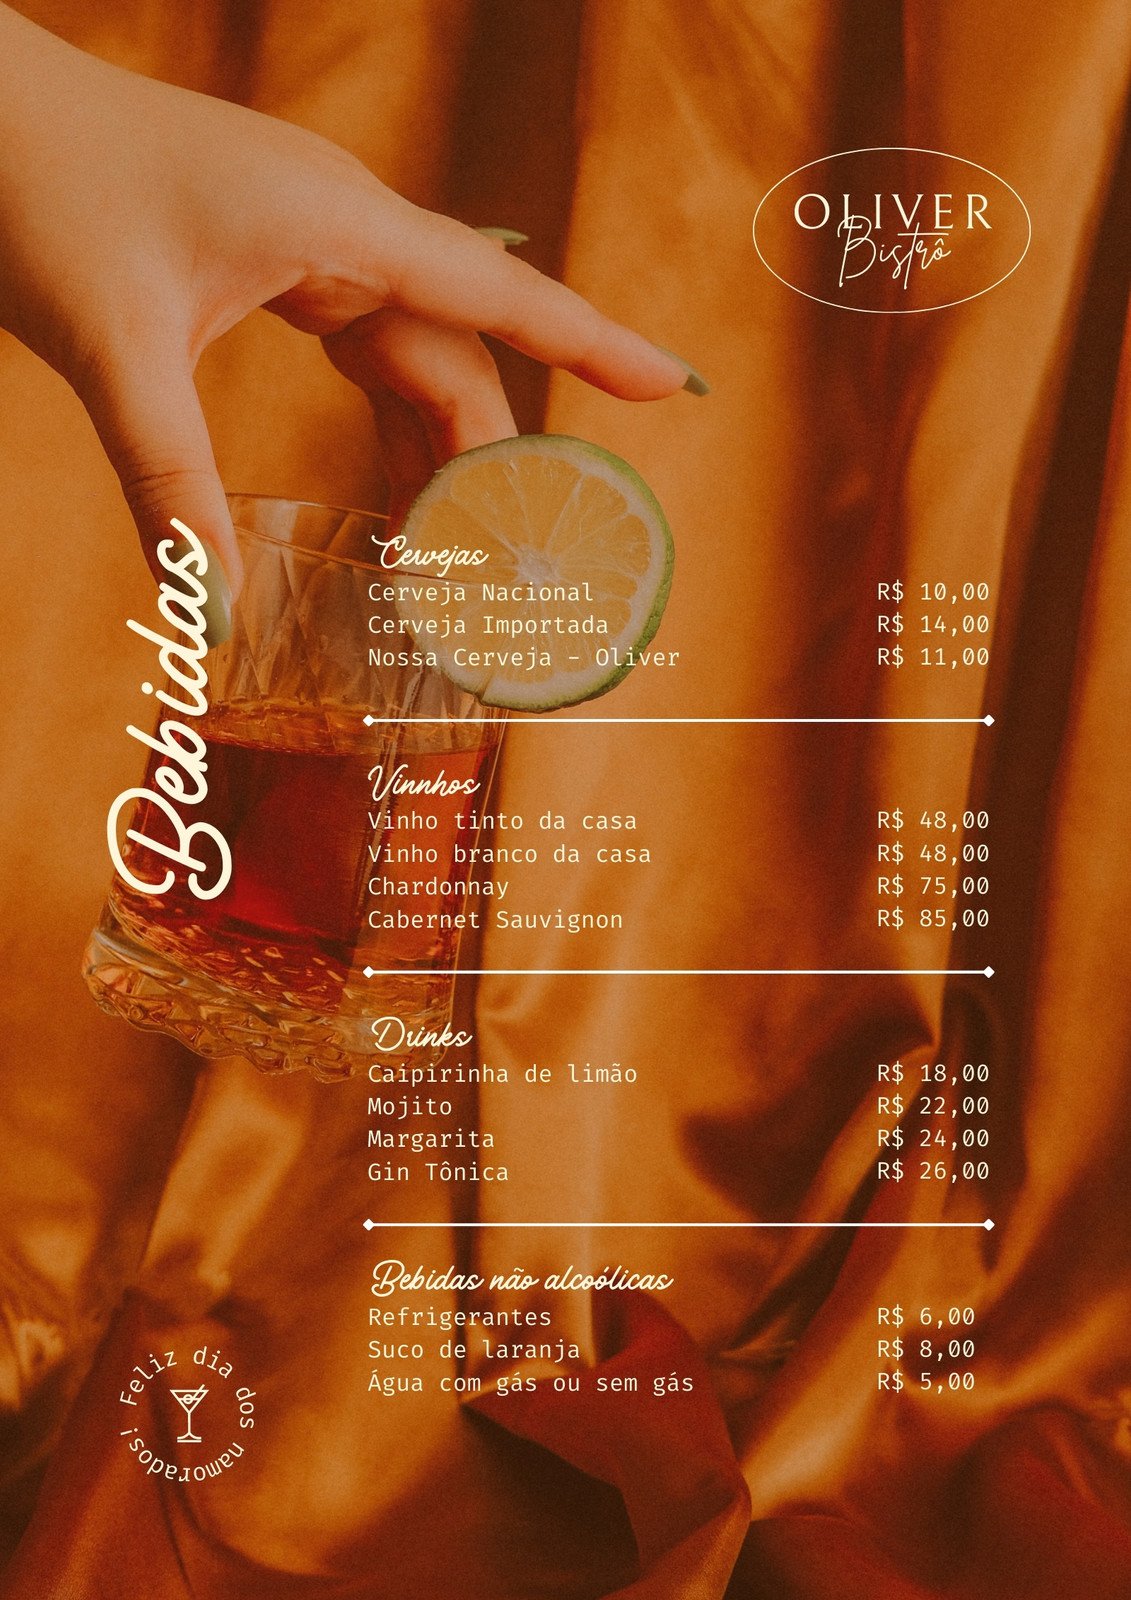 OLIVER
Bistrô
Bebidas
Cervejas
Cerveja Nacional R$ 10,00
Cerveja Importada R$ 14,00
Nossa Cerveja - Oliver R$ 11,00
Vinnhos
Vinho tinto da casa R$ 48,00
Vinho branco da casa R$ 48,00
Chardonnay R$ 75,00
Cabernet Sauvignon R$ 85,00
Drinks
Caipirinha de limão R$ 18,00
Mojito R$ 22,00
Margarita R$ 24,00
Gin Tônica R$ 26,00
Bebidas não alcoólicas
Refrigerantes R$ 6,00
Suco de laranja R$ 8,00
Água com gás ou sem gás R$ 5,00
Feliz dia dos namorados!